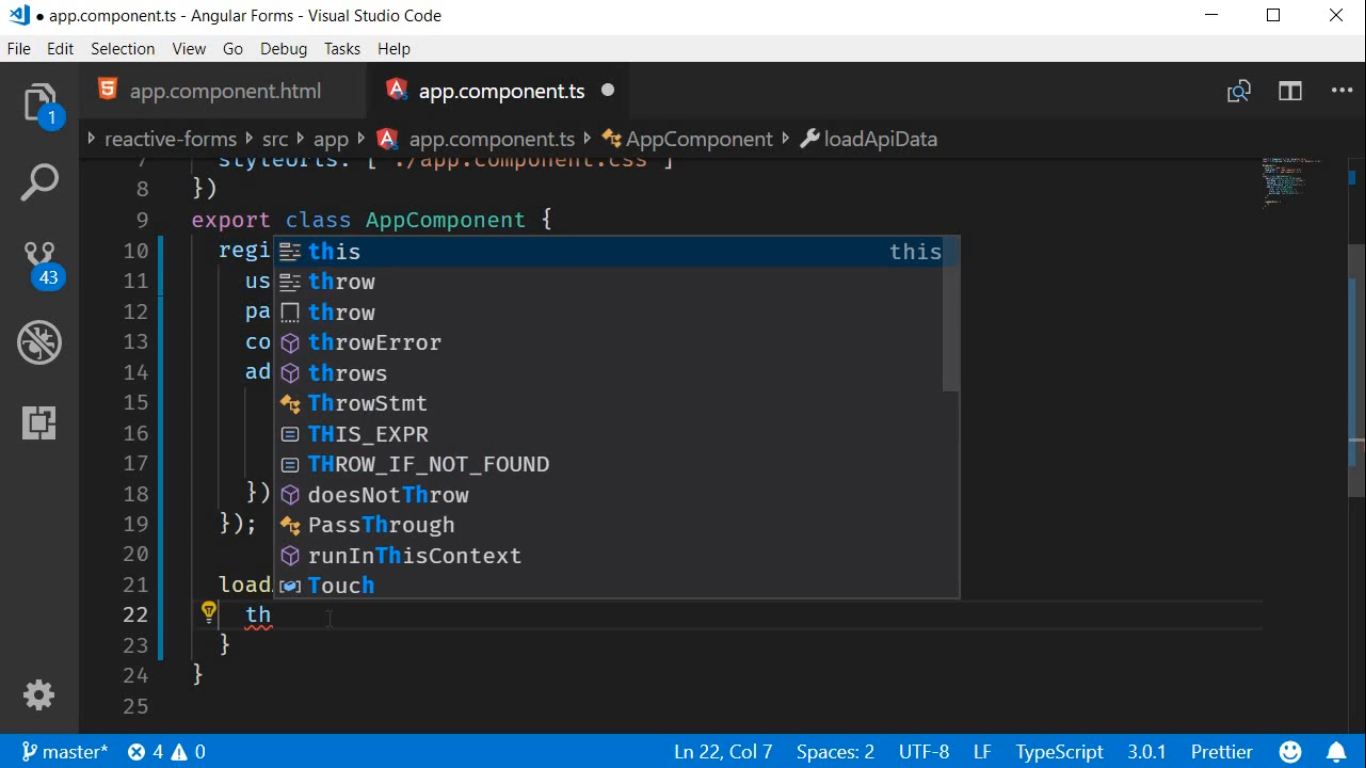 ● app.component.ts - Angular Forms - Visual Studio Code
File Edit Selection View Go Debug Tasks Help
1
app.component.html app.component.ts
reactive-forms src app app.component.ts AppComponent loadApiData
7 styleUrls: ["./app.component.css"]
8 })
9 export class AppComponent {
10 regi
11 us
12 pa
13 co
14 ad
15
16
17
18 })
19 });
20
21 load
22 th
23 }
24 }
25
this this
throw
throw
throwError
throws
ThrowStmt
THIS_EXPR
THROW_IF_NOT_FOUND
doesNotThrow
PassThrough
runInThisContext
Touch
43
master* 4 0 Ln 22, Col 7 Spaces: 2 UTF-8 LF TypeScript 3.0.1 Prettier